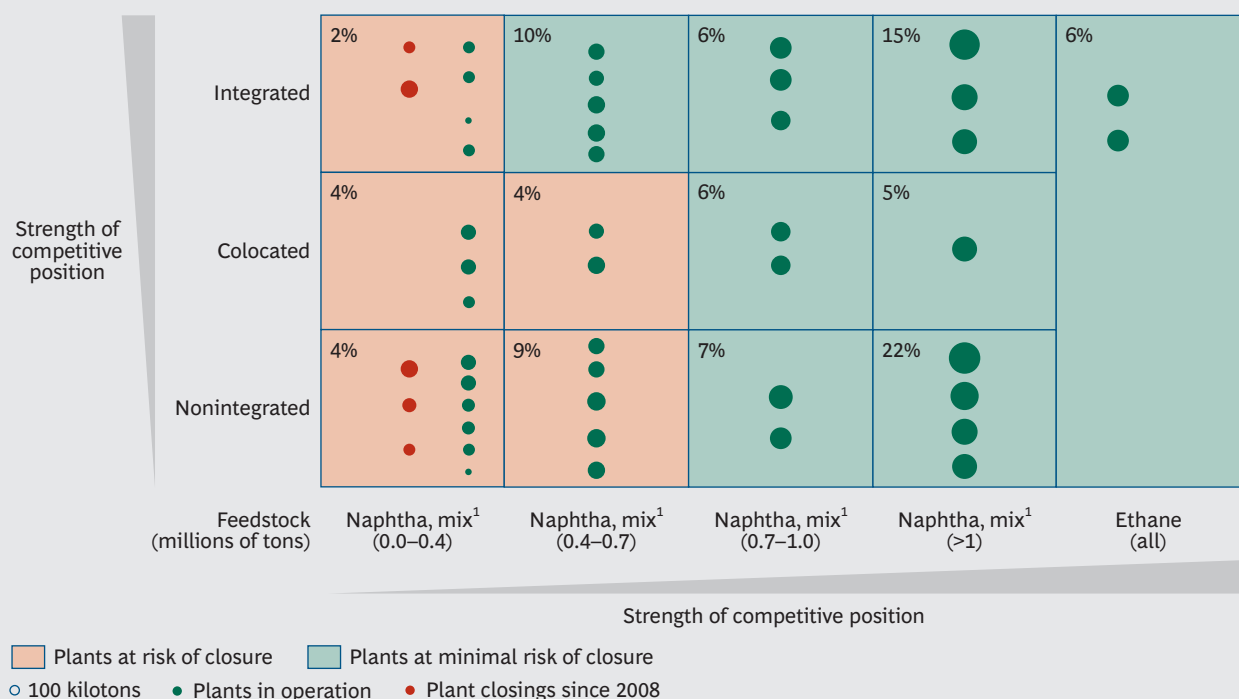 2%
10%
6%
15%
6%
Integrated
4%
4%
6%
5%
Strength of
competitive
position
Colocated
4%
9%
7%
22%
Nonintegrated
Feedstock
(millions of tons)
Naphtha, mix1
(0.0–0.4)
Naphtha, mix1
(0.4–0.7)
Naphtha, mix1
(0.7–1.0)
Naphtha, mix1
(>1)
Ethane
(all)
Strength of competitive position
Plants at risk of closure
Plants at minimal risk of closure
100 kilotons
Plants in operation
Plant closings since 2008